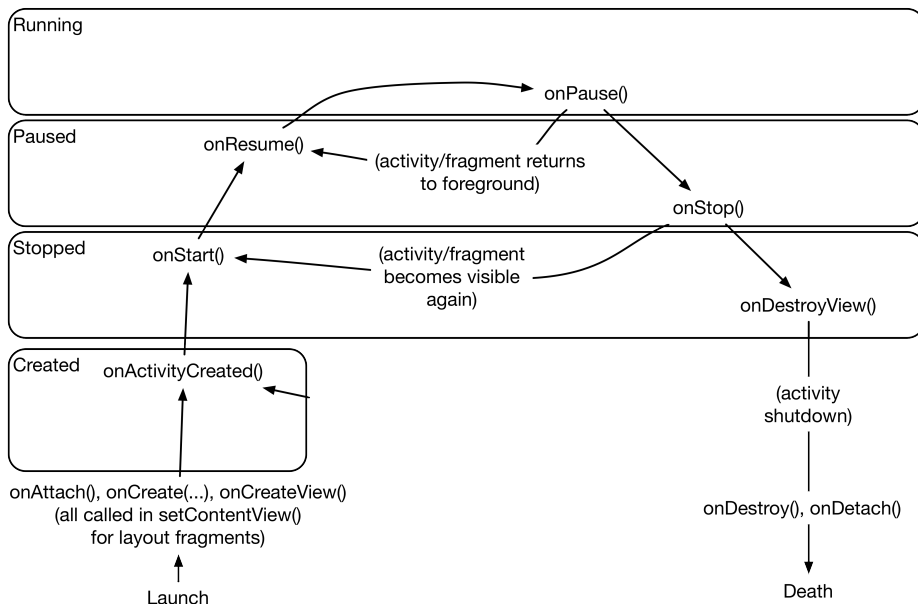 Running
onPause()
Paused
onResume()
(activity/fragment returns
to foreground)
onStop()
Stopped
onStart()
(activity/fragment
becomes visible
again)
onDestroyView()
Created
onActivityCreated()
(activity
shutdown)
onAttach(), onCreate(...), onCreateView()
(all called in setContentView()
for layout fragments)
onDestroy(), onDetach()
Launch
Death